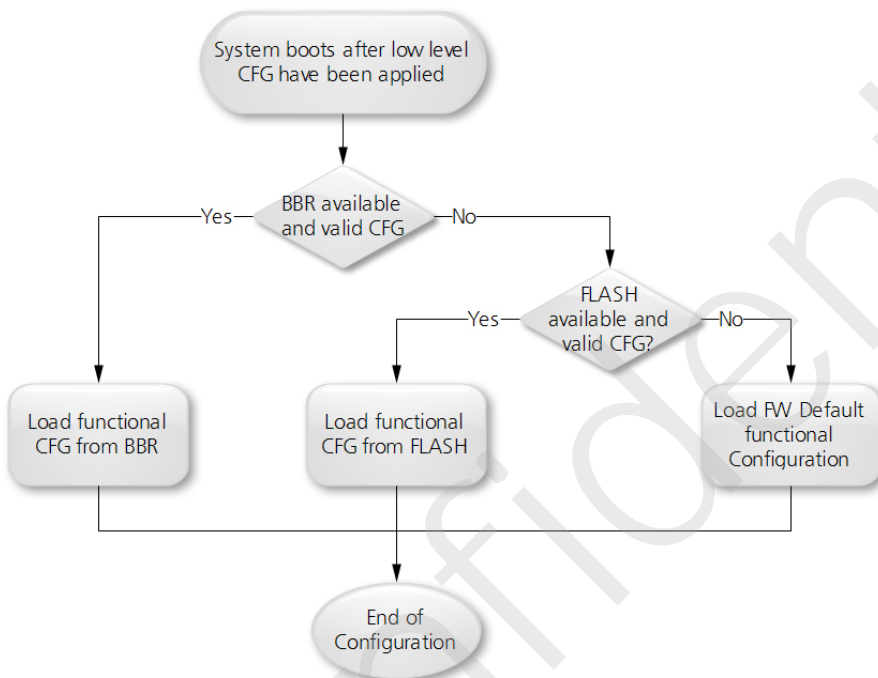 System boots after low level
CFG have been applied
BBR available
and valid CFG
Yes
No
FLASH
available and
valid CFG?
Yes
No
Load functional
CFG from BBR
Load functional
CFG from FLASH
Load FW Default
functional
Configuration
End of
Configuration